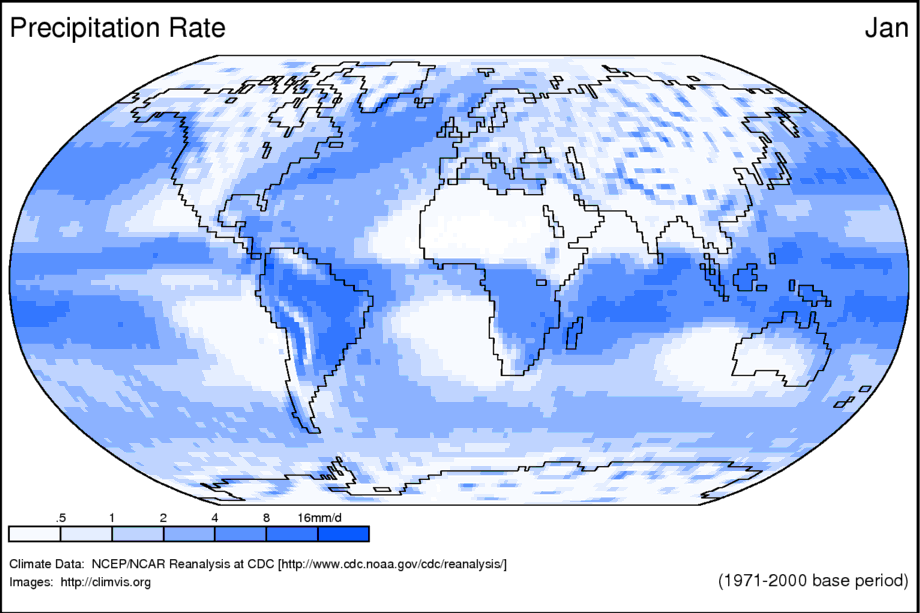 Precipitation Rate
Jan
.5 1 2 4 8 16mm/d
Climate Data: NCEP/NCAR Reanalysis at CDC [http://www.cdc.noaa.gov/cdc/reanalysis/]
Images: http://climvis.org
(1971-2000 base period)